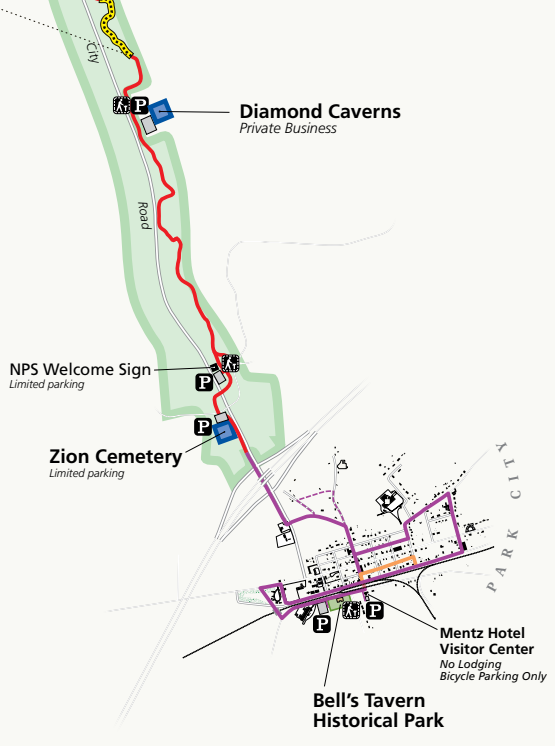 City
P
Diamond Caverns
Private Business
Road
NPS Welcome Sign
Limited parking
P
P
Zion Cemetery
Limited parking
PARK CITY
P
P
Mentz Hotel
Visitor Center
No Lodging
Bicycle Parking Only
Bell's Tavern
Historical Park